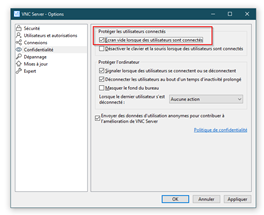 VNC Server - Options
Sécurité
Utilisateurs et autorisations
Connexions
Confidentialité
Dépannage
Mises à jour
Expert
Protéger les utilisateurs connectés
Ecran vide lorsque des utilisateurs sont connectés
Désactiver le clavier et la souris lorsque des utilisateurs sont connectés
Protéger l'ordinateur
Signaler lorsque des utilisateurs se connectent ou se déconnectent
Déconnecter les utilisateurs au bout d'un temps d'inactivité prolongé
Masquer le fond du bureau
Lorsque le dernier utilisateur s'est
déconnecté :
Aucune action
Envoyer des données d'utilisation anonymes pour contribuer à
l'amélioration de VNC Server
Politique de confidentialité
OK
Annuler
Appliquer